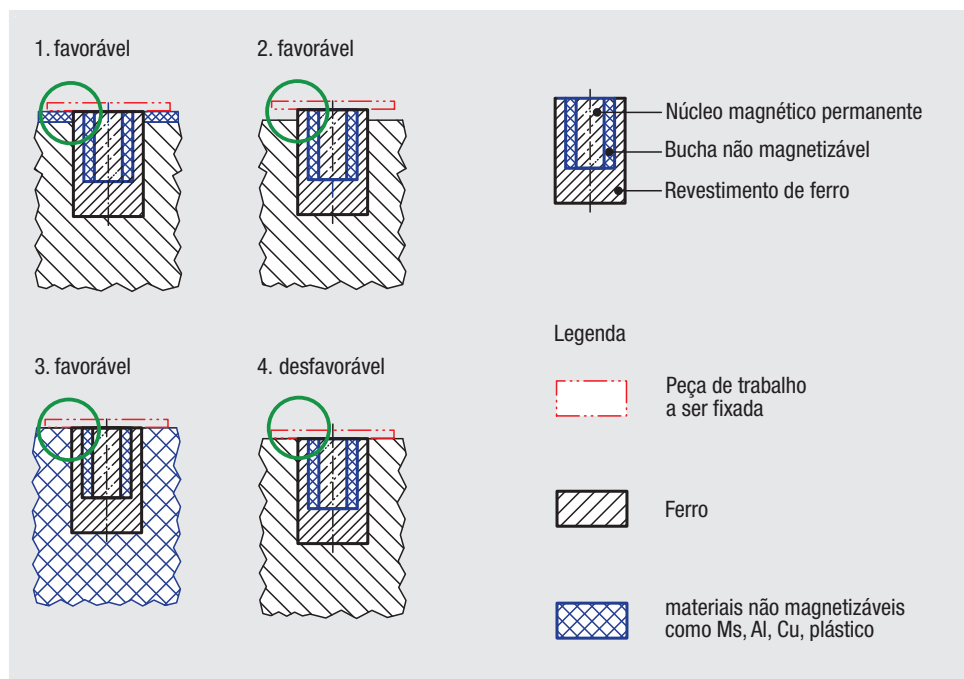 1. favorável
2. favorável
Núcleo magnético permanente
Bucha não magnetizável
Revestimento de ferro
3. favorável
4. desfavorável
Legenda
Peça de trabalho
a ser fixada
Ferro
materiais não magnetizáveis
como Ms, Al, Cu, plástico